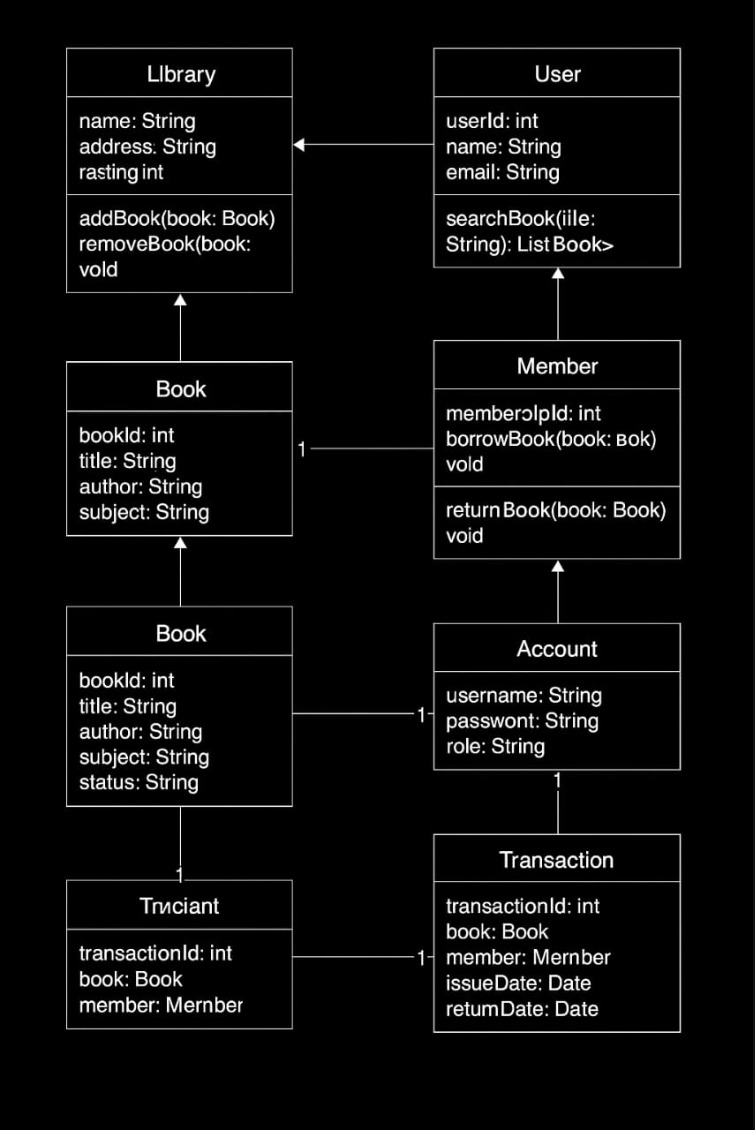 LIbrary
name: String
address: String
rasting int
addBook(book: Book)
removeBook(book:
vold
User
userId: int
name: String
email: String
searchBook(iile:
String): List Book>
Book
bookId: int
title: String
author: String
subject: String
1
Member
memberɔlpId: int
borrowBook(book: вok)
vold
return Book(book: Book)
void
Book
bookId: int
title: String
author: String
subject: String
status: String
1
Account
username: String
passwont: String
role: String
1
1
Trиciant
transactionId: int
book: Book
member: Mernber
1
Transaction
transactionId: int
book: Book
member: Mernber
issueDate: Date
retumDate: Date